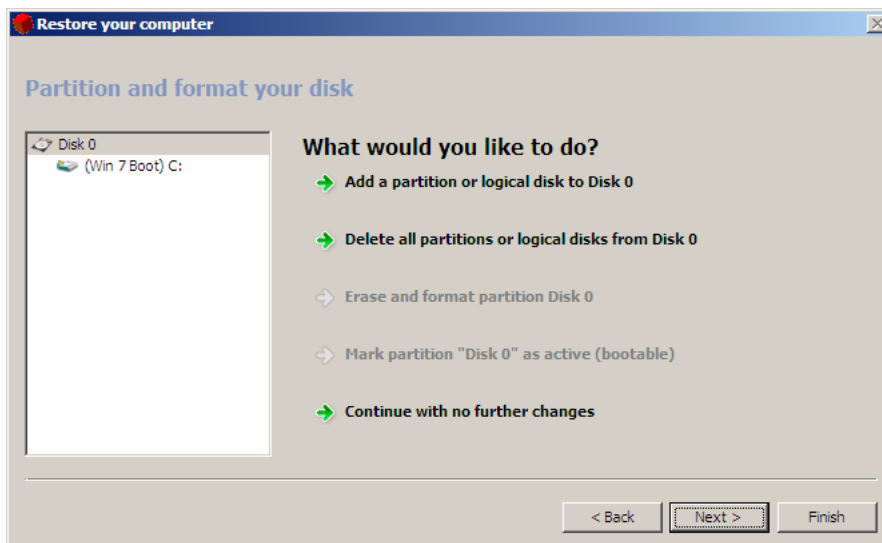 Restore your computer
Partition and format your disk
Disk 0
(Win 7 Boot) C:
What would you like to do?
Add a partition or logical disk to Disk 0
Delete all partitions or logical disks from Disk 0
Erase and format partition Disk 0
Mark partition "Disk 0" as active (bootable)
Continue with no further changes
< Back
Next >
Finish